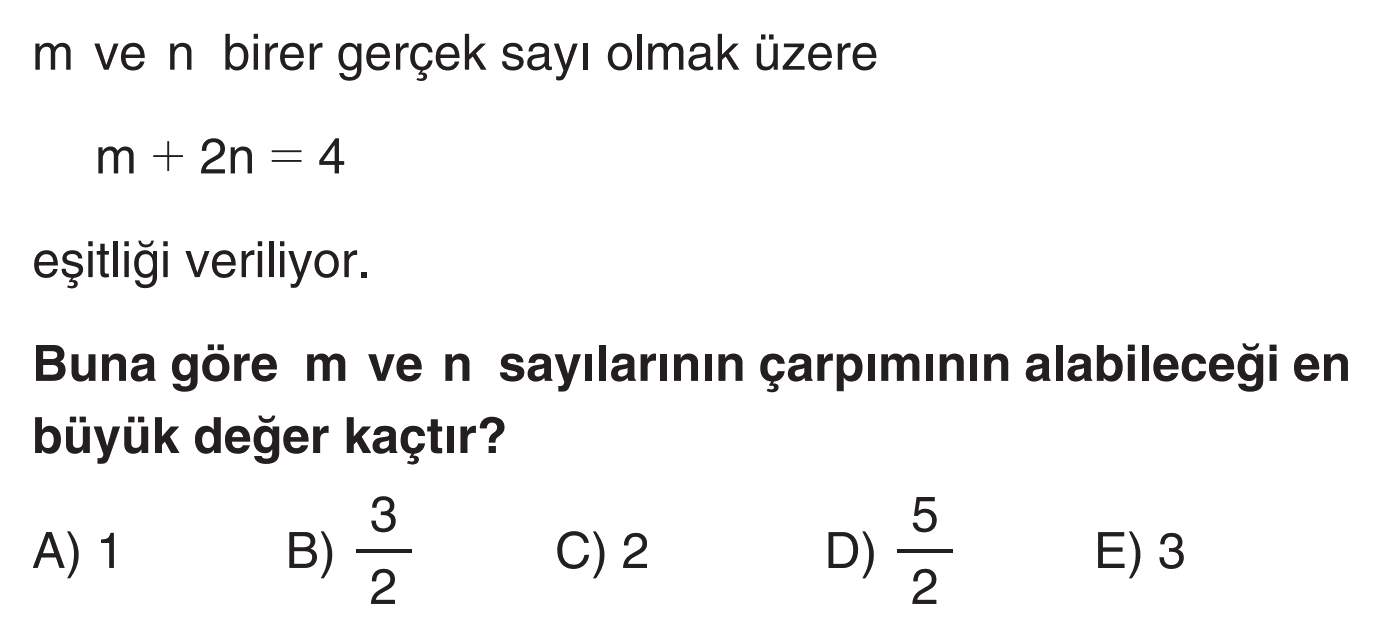 m ve n birer gerçek sayı olmak üzere
m + 2n = 4
eşitliği veriliyor.
Buna göre m ve n sayılarının çarpımının alabileceği en
büyük değer kaçtır?
A) 1 B) 3/2 C) 2 D) 5/2 E) 3